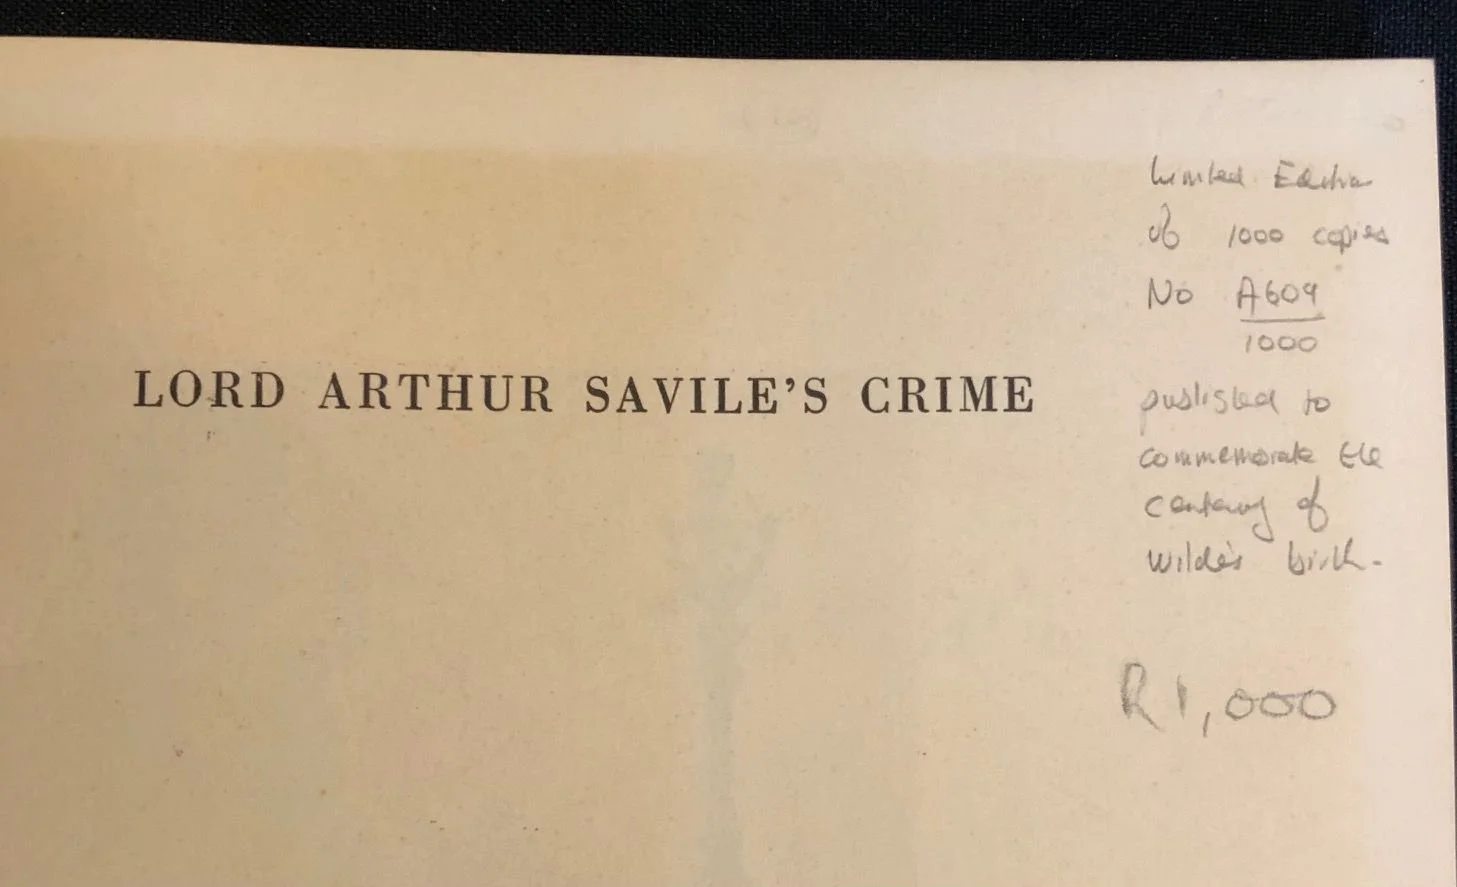 Limited Edition
of 1000 copies
No A609
1000
LORD ARTHUR SAVILE'S CRIME
published to
commemorate the
centenary of
Wilde's birth.
R1,000